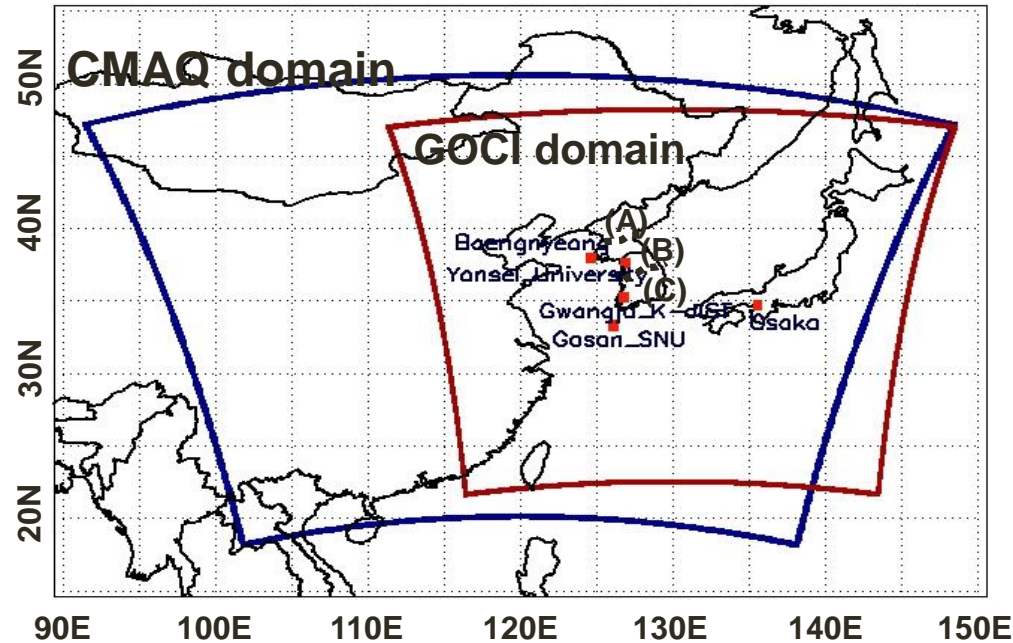 CMAQ domain
GOCI domain
(A)
Baengnyeong
(B)
Yonsei_University
(C)
Gwangju_K-GIST
Osaka
Gosan_SNU
50N
40N
30N
20N
90E 100E 110E 120E 130E 140E 150E